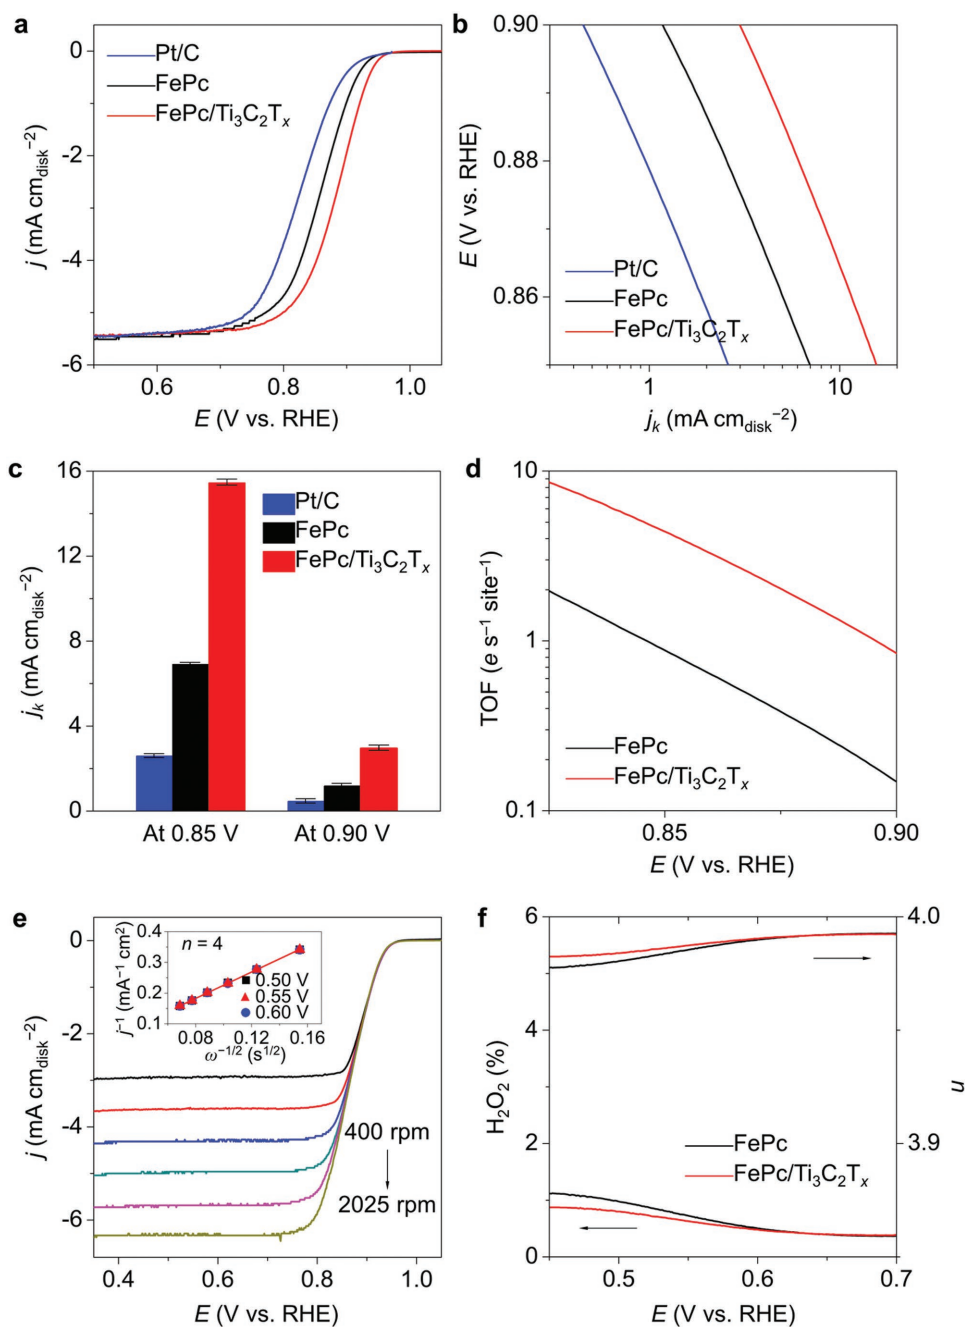 a
0
-2
-4
-6
j (mA cm_disk⁻²)
Pt/C
FePc
FePc/Ti₃C₂Tₓ
0.6 0.8 1.0
E (V vs. RHE)
b
0.90
0.88
0.86
E (V vs. RHE)
Pt/C
FePc
FePc/Ti₃C₂Tₓ
1 10
jₖ (mA cm_disk⁻²)
c
16
12
8
4
0
jₖ (mA cm_disk⁻²)
Pt/C
FePc
FePc/Ti₃C₂Tₓ
At 0.85 V At 0.90 V
d
10
1
0.1
TOF (e s⁻¹ site⁻¹)
FePc
FePc/Ti₃C₂Tₓ
0.85 0.90
E (V vs. RHE)
e
0
-2
-4
-6
j (mA cm_disk⁻²)
0.4
0.3
0.2
0.1
j⁻¹ (mA⁻¹ cm²)
n = 4
0.50 V
0.55 V
0.60 V
0.08 0.12 0.16
ω⁻¹/² (s¹/²)
400 rpm
2025 rpm
0.4 0.6 0.8 1.0
E (V vs. RHE)
f
6
4
2
0
H₂O₂ (%)
4.0
3.9
n
FePc
FePc/Ti₃C₂Tₓ
0.5 0.6 0.7
E (V vs. RHE)